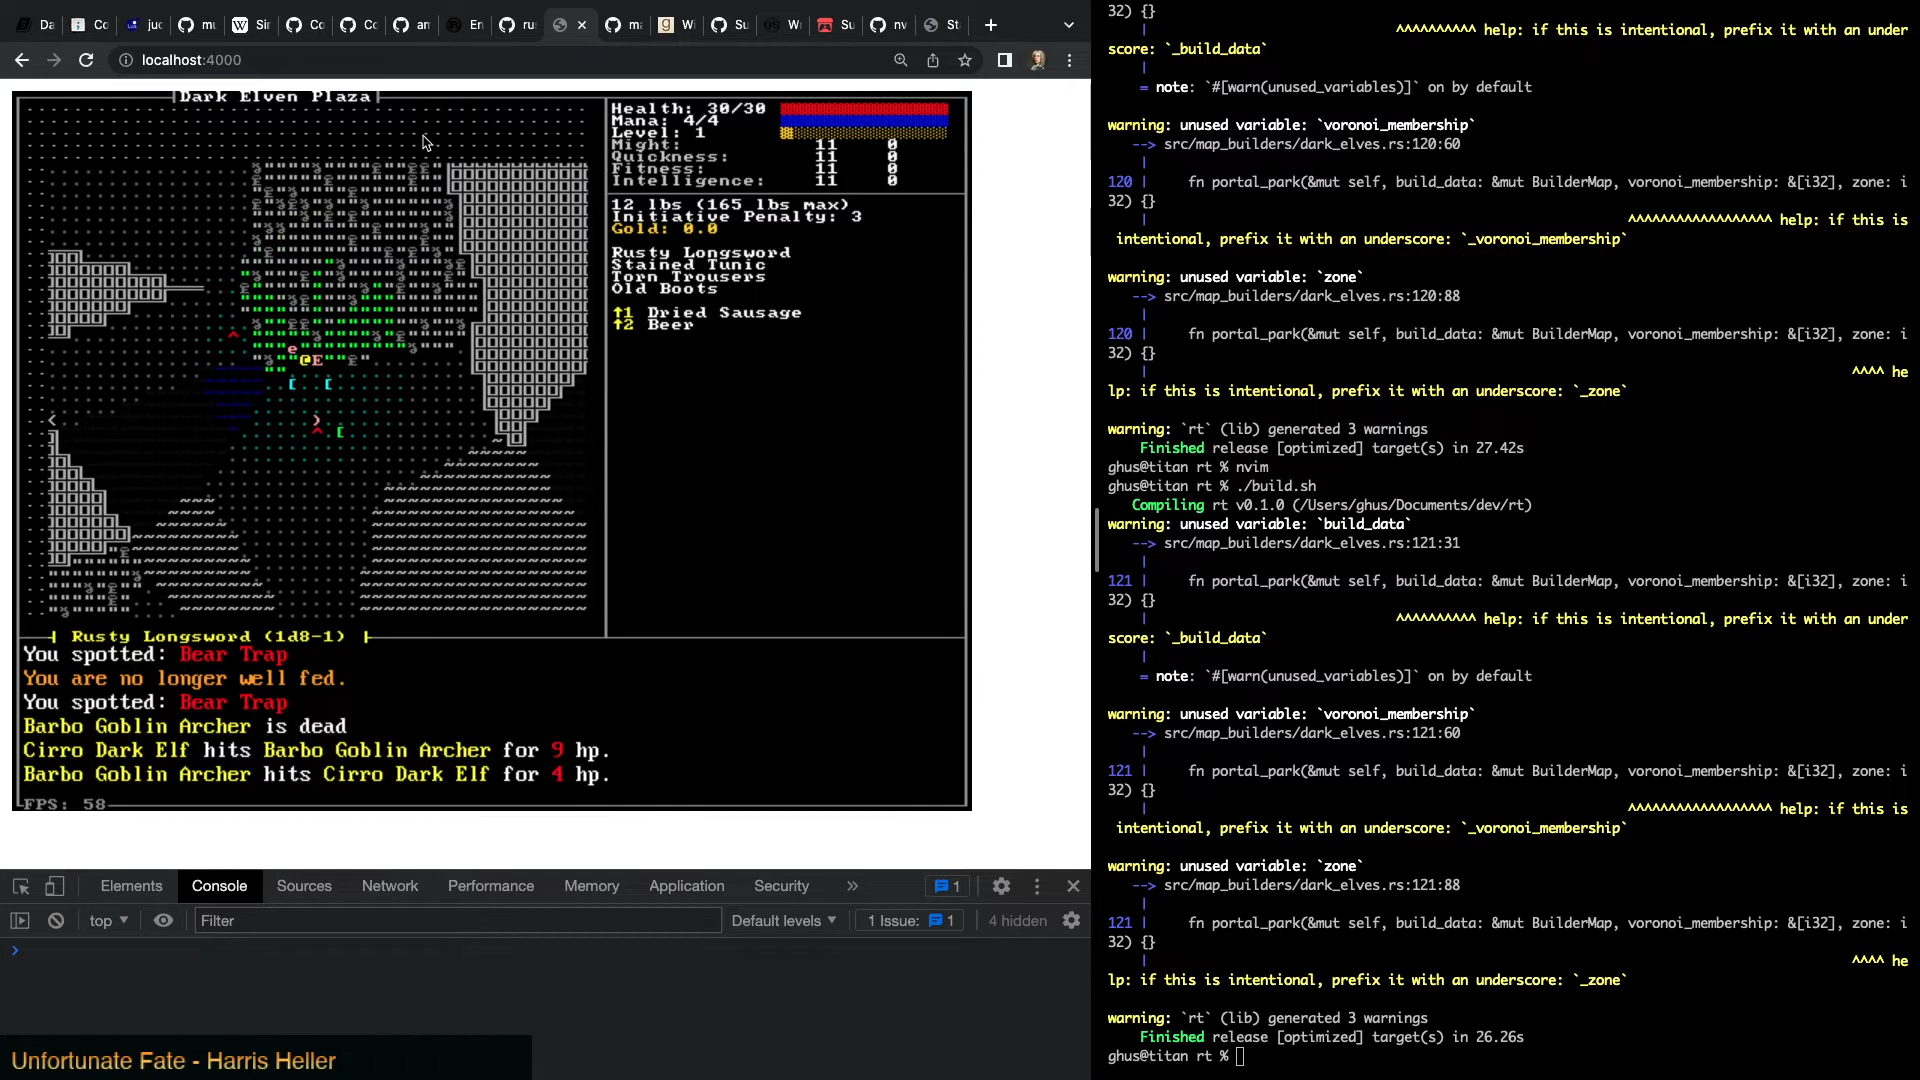 Da
Co
juc
mu
Sir
Co
Co
an
En
ru
ma
Wi
Su
Wo
Su
nv
St
localhost:4000
Dark Elven Plaza
Health: 30/30
Mana: 4/4
Level: 1
Might: 11 0
Quickness: 11 0
Fitness: 11 0
Intelligence: 11 0
12 lbs (165 lbs max)
Initiative Penalty: 3
Gold: 0.0
Rusty Longsword
Stained Tunic
Torn Trousers
Old Boots
↑1 Dried Sausage
↑2 Beer
Rusty Longsword (1d8-1)
You spotted: Bear Trap
You are no longer well fed.
You spotted: Bear Trap
Barbo Goblin Archer is dead
Cirro Dark Elf hits Barbo Goblin Archer for 9 hp.
Barbo Goblin Archer hits Cirro Dark Elf for 4 hp.
FPS: 58
Elements Console Sources Network Performance Memory Application Security » 1
top Filter Default levels 1 Issue: 1 4 hidden
>
Unfortunate Fate - Harris Heller
32) {}
| ^^^^^^^^^^ help: if this is intentional, prefix it with an under
score: `_build_data`
|
= note: `#[warn(unused_variables)]` on by default
warning: unused variable: `voronoi_membership`
--> src/map_builders/dark_elves.rs:120:60
|
120 | fn portal_park(&mut self, build_data: &mut BuilderMap, voronoi_membership: &[i32], zone: i
32) {}
| ^^^^^^^^^^^^^^^^^^ help: if this is
intentional, prefix it with an underscore: `_voronoi_membership`
warning: unused variable: `zone`
--> src/map_builders/dark_elves.rs:120:88
|
120 | fn portal_park(&mut self, build_data: &mut BuilderMap, voronoi_membership: &[i32], zone: i
32) {}
| ^^^^ he
lp: if this is intentional, prefix it with an underscore: `_zone`
warning: `rt` (lib) generated 3 warnings
Finished release [optimized] target(s) in 27.42s
ghus@titan rt % nvim
ghus@titan rt % ./build.sh
Compiling rt v0.1.0 (/Users/ghus/Documents/dev/rt)
warning: unused variable: `build_data`
--> src/map_builders/dark_elves.rs:121:31
|
121 | fn portal_park(&mut self, build_data: &mut BuilderMap, voronoi_membership: &[i32], zone: i
32) {}
| ^^^^^^^^^^ help: if this is intentional, prefix it with an under
score: `_build_data`
|
= note: `#[warn(unused_variables)]` on by default
warning: unused variable: `voronoi_membership`
--> src/map_builders/dark_elves.rs:121:60
|
121 | fn portal_park(&mut self, build_data: &mut BuilderMap, voronoi_membership: &[i32], zone: i
32) {}
| ^^^^^^^^^^^^^^^^^^ help: if this is
intentional, prefix it with an underscore: `_voronoi_membership`
warning: unused variable: `zone`
--> src/map_builders/dark_elves.rs:121:88
|
121 | fn portal_park(&mut self, build_data: &mut BuilderMap, voronoi_membership: &[i32], zone: i
32) {}
| ^^^^ he
lp: if this is intentional, prefix it with an underscore: `_zone`
warning: `rt` (lib) generated 3 warnings
Finished release [optimized] target(s) in 26.26s
ghus@titan rt %